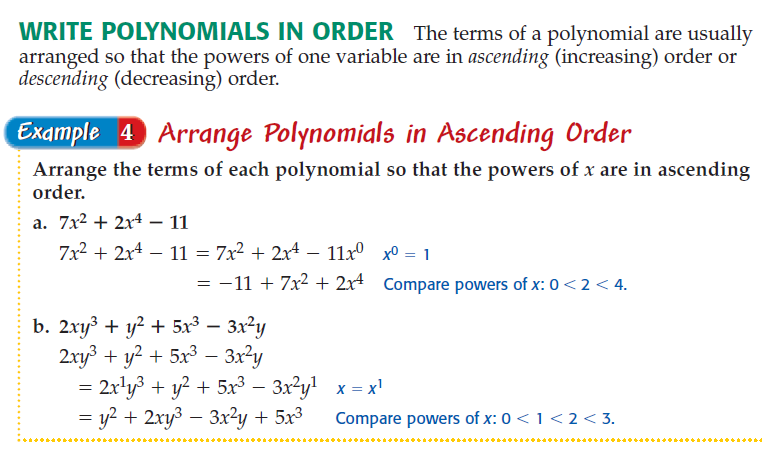 WRITE POLYNOMIALS IN ORDER The terms of a polynomial are usually
arranged so that the powers of one variable are in ascending (increasing) order or
descending (decreasing) order.
Example 4 Arrange Polynomials in Ascending Order
Arrange the terms of each polynomial so that the powers of x are in ascending
order.
a. 7x² + 2x⁴ − 11
7x² + 2x⁴ − 11 = 7x² + 2x⁴ − 11x⁰ x⁰ = 1
= −11 + 7x² + 2x⁴ Compare powers of x: 0 < 2 < 4.
b. 2xy³ + y² + 5x³ − 3x²y
2xy³ + y² + 5x³ − 3x²y
= 2x¹y³ + y² + 5x³ − 3x²y¹ x = x¹
= y² + 2xy³ − 3x²y + 5x³ Compare powers of x: 0 < 1 < 2 < 3.